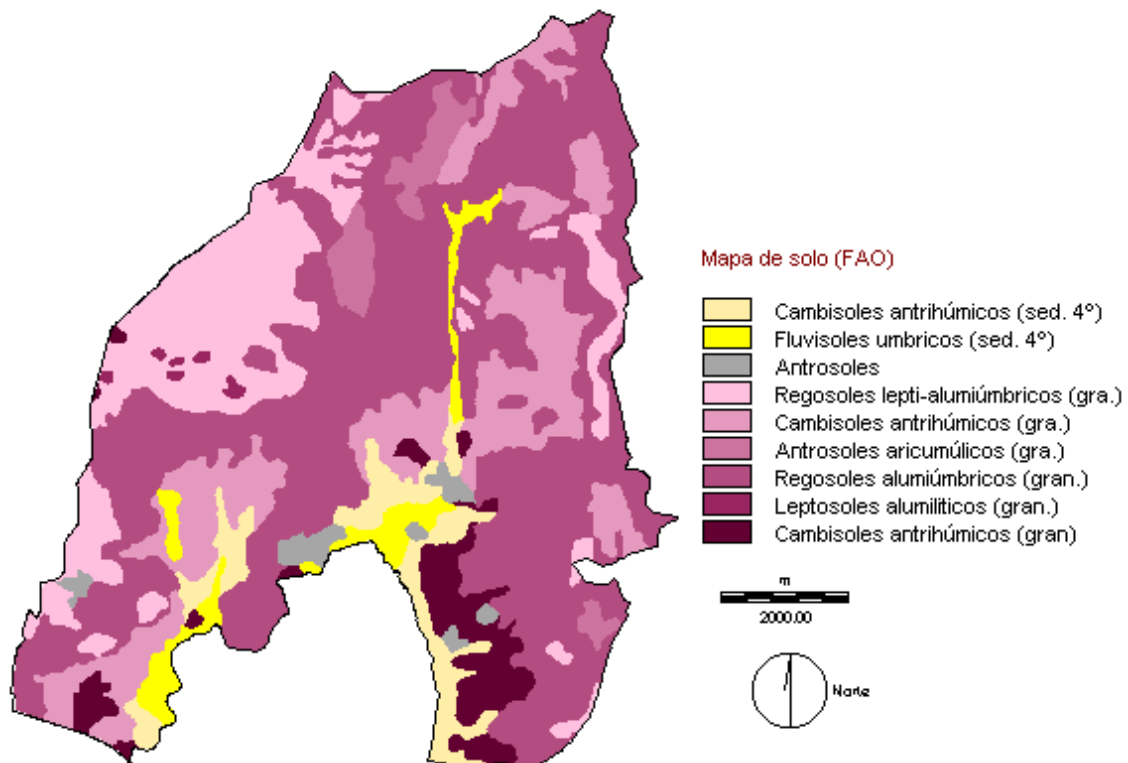 Mapa de solo (FAO)
Cambisoles antrihúmicos (sed. 4º)
Fluvisoles umbricos (sed. 4º)
Antrosoles
Regosoles lepti-alumiúmbricos (gra.)
Cambisoles antrihúmicos (gra.)
Antrosoles aricumúlicos (gra.)
Regosoles alumiúmbricos (gran.)
Leptosoles alumiliticos (gran.)
Cambisoles antrihúmicos (gran)
m
2000.00
Norte